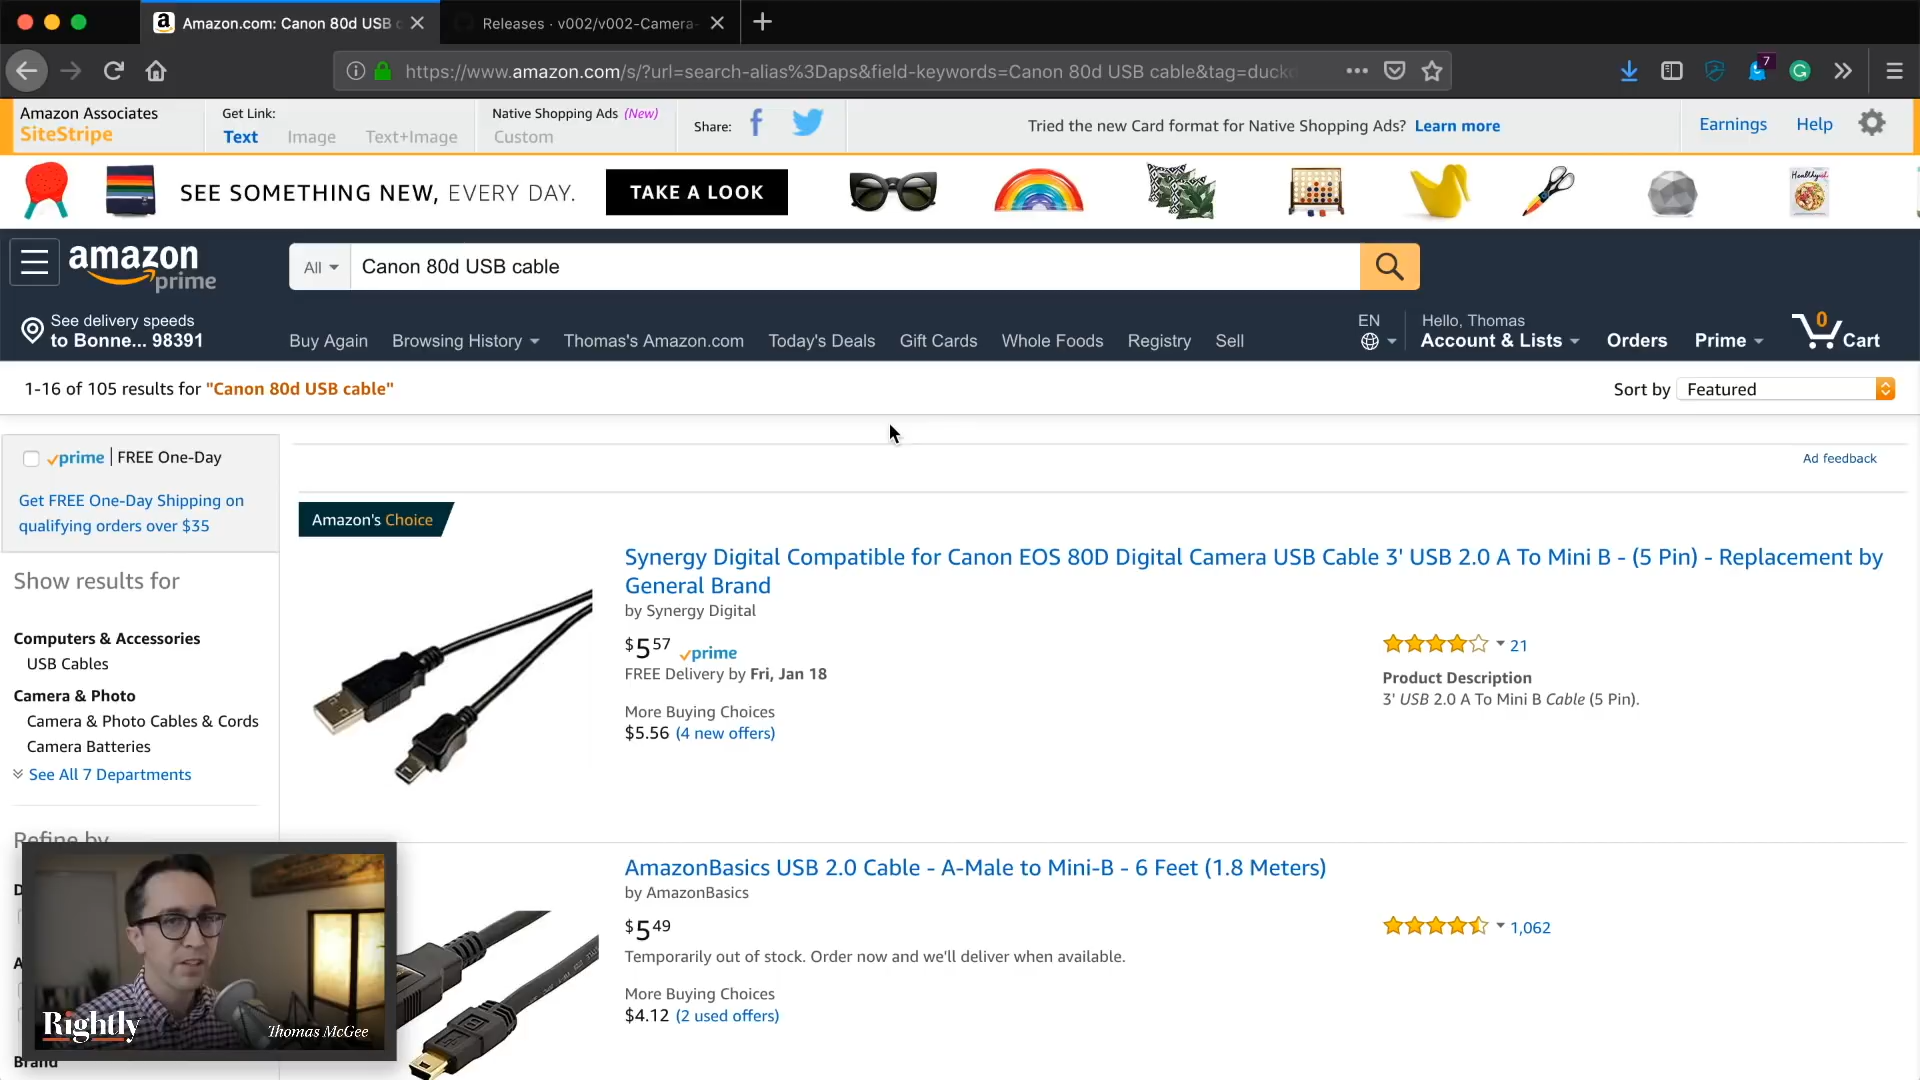 Amazon.com: Canon 80d USB c
Releases · v002/v002-Camera-
https://www.amazon.com/s/?url=search-alias%3Daps&field-keywords=Canon 80d USB cable&tag=duckd
7
Amazon Associates
SiteStripe
Get Link:
Text
Image
Text+Image
Native Shopping Ads (New)
Custom
Share:
Tried the new Card format for Native Shopping Ads? Learn more
Earnings
Help
SEE SOMETHING NEW, EVERY DAY.
TAKE A LOOK
amazon
prime
All
Canon 80d USB cable
See delivery speeds
to Bonne... 98391
Buy Again
Browsing History
Thomas's Amazon.com
Today's Deals
Gift Cards
Whole Foods
Registry
Sell
EN
Hello, Thomas
Account & Lists
Orders
Prime
0
Cart
1-16 of 105 results for "Canon 80d USB cable"
Sort by
Featured
prime | FREE One-Day
Get FREE One-Day Shipping on
qualifying orders over $35
Show results for
Computers & Accessories
USB Cables
Camera & Photo
Camera & Photo Cables & Cords
Camera Batteries
See All 7 Departments
Refine by
Brand
Ad feedback
Amazon's Choice
Synergy Digital Compatible for Canon EOS 80D Digital Camera USB Cable 3' USB 2.0 A To Mini B - (5 Pin) - Replacement by
General Brand
by Synergy Digital
$5 57 prime
FREE Delivery by Fri, Jan 18
More Buying Choices
$5.56 (4 new offers)
21
Product Description
3' USB 2.0 A To Mini B Cable (5 Pin).
AmazonBasics USB 2.0 Cable - A-Male to Mini-B - 6 Feet (1.8 Meters)
by AmazonBasics
$5 49
Temporarily out of stock. Order now and we'll deliver when available.
More Buying Choices
$4.12 (2 used offers)
1,062
Rightly
Thomas McGee